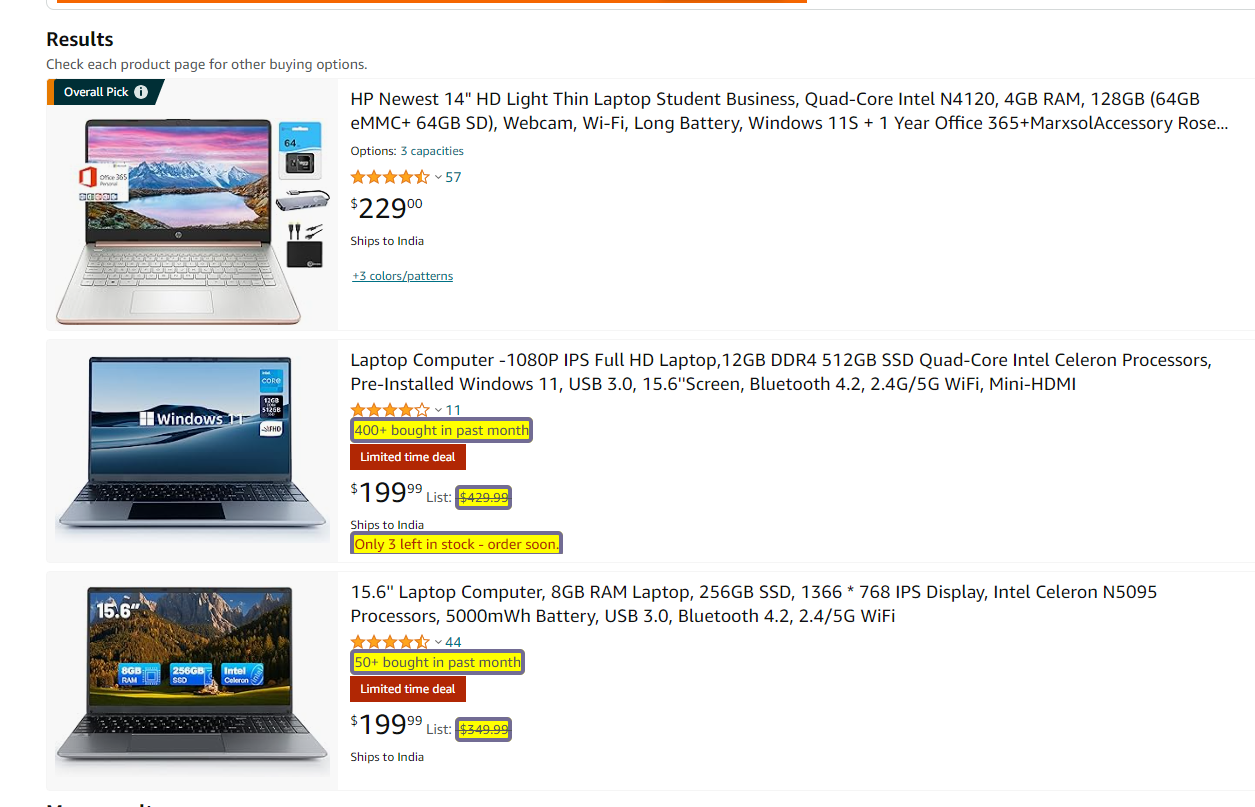 Results
Check each product page for other buying options.
Overall Pick
HP Newest 14" HD Light Thin Laptop Student Business, Quad-Core Intel N4120, 4GB RAM, 128GB (64GB
eMMC+ 64GB SD), Webcam, Wi-Fi, Long Battery, Windows 11S + 1 Year Office 365+MarxsolAccessory Rose...
Options: 3 capacities
57
$22900
Ships to India
+3 colors/patterns
64
Office 365
Personal
hp
Laptop Computer -1080P IPS Full HD Laptop,12GB DDR4 512GB SSD Quad-Core Intel Celeron Processors,
Pre-Installed Windows 11, USB 3.0, 15.6''Screen, Bluetooth 4.2, 2.4G/5G WiFi, Mini-HDMI
11
400+ bought in past month
Limited time deal
$19999 List: $429.99
Ships to India
Only 3 left in stock - order soon.
Windows 11
CORE
12GB
512GB
FHD
15.6" Laptop Computer, 8GB RAM Laptop, 256GB SSD, 1366 * 768 IPS Display, Intel Celeron N5095
Processors, 5000mWh Battery, USB 3.0, Bluetooth 4.2, 2.4/5G WiFi
44
50+ bought in past month
Limited time deal
$19999 List: $349.99
Ships to India
15.6"
8GB RAM
256GB SSD
Intel Celeron